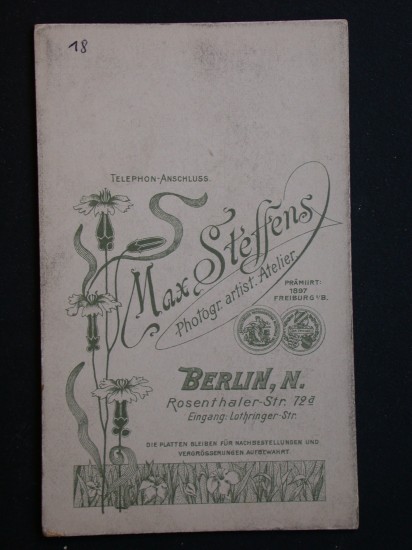 18
TELEPHON-ANSCHLUSS.
Max Steffens
Photogr. artist. Atelier.
PRÄMIIRT:
1897
FREIBURG I/B.
BERLIN, N.
Rosenthaler-Str. 72a
Eingang: Lothringer-Str.
DIE PLATTEN BLEIBEN FÜR NACHBESTELLUNGEN UND
VERGRÖSSERUNGEN AUFBEWAHRT.